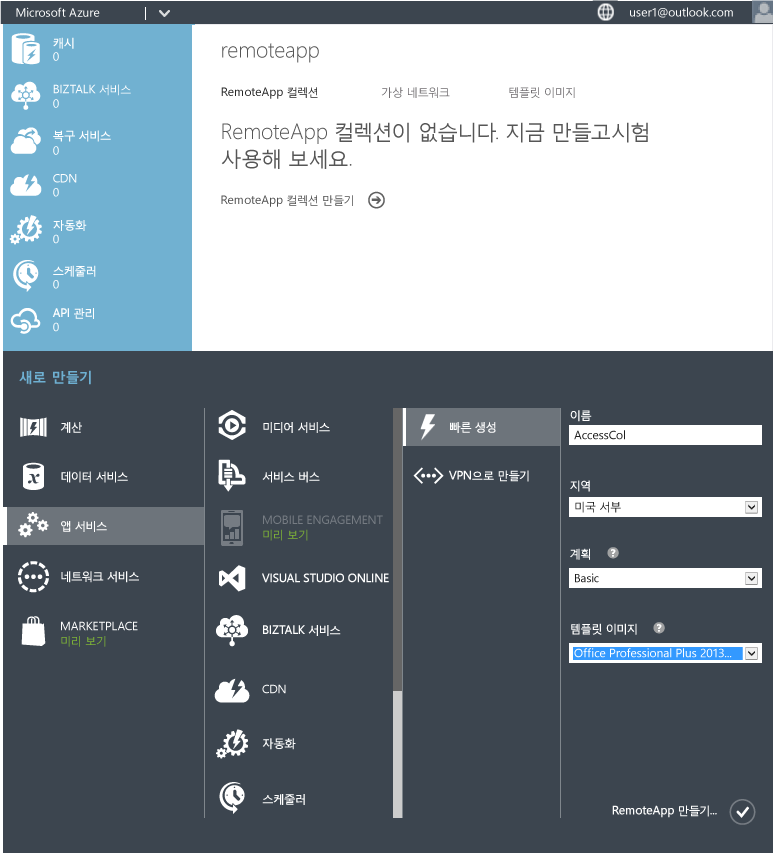 Microsoft Azure
user1@outlook.com
캐시
0
BIZTALK 서비스
0
복구 서비스
0
CDN
0
자동화
0
스케줄러
0
API 관리
0
remoteapp
RemoteApp 컬렉션 가상 네트워크 템플릿 이미지
RemoteApp 컬렉션이 없습니다. 지금 만들고시험
사용해 보세요.
RemoteApp 컬렉션 만들기
새로 만들기
계산
데이터 서비스
앱 서비스
네트워크 서비스
MARKETPLACE
미리 보기
미디어 서비스
서비스 버스
MOBILE ENGAGEMENT
미리 보기
VISUAL STUDIO ONLINE
BIZTALK 서비스
CDN
자동화
스케줄러
빠른 생성
VPN으로 만들기
이름
AccessCol
지역
미국 서부
계획 ?
Basic
템플릿 이미지 ?
Office Professional Plus 2013...
RemoteApp 만들기...